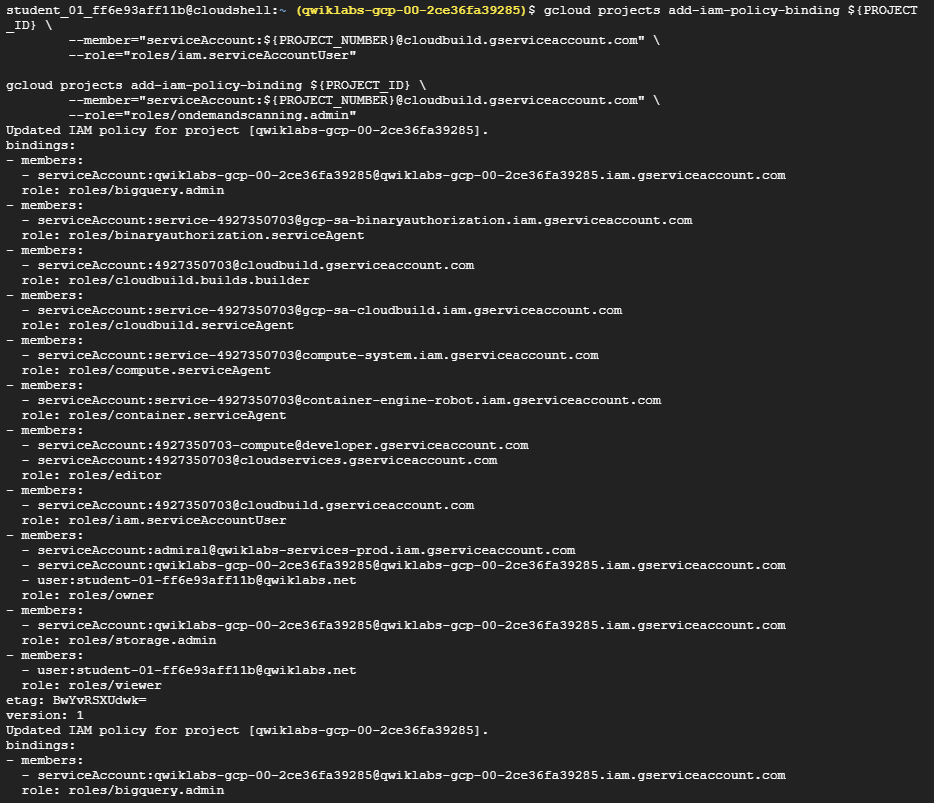 student_01_ff6e93aff11b@cloudshell:~ (qwiklabs-gcp-00-2ce36fa39285)$ gcloud projects add-iam-policy-binding ${PROJECT
_ID} \
        --member="serviceAccount:${PROJECT_NUMBER}@cloudbuild.gserviceaccount.com" \
        --role="roles/iam.serviceAccountUser"

gcloud projects add-iam-policy-binding ${PROJECT_ID} \
        --member="serviceAccount:${PROJECT_NUMBER}@cloudbuild.gserviceaccount.com" \
        --role="roles/ondemandscanning.admin"
Updated IAM policy for project [qwiklabs-gcp-00-2ce36fa39285].
bindings:
- members:
  - serviceAccount:qwiklabs-gcp-00-2ce36fa39285@qwiklabs-gcp-00-2ce36fa39285.iam.gserviceaccount.com
  role: roles/bigquery.admin
- members:
  - serviceAccount:service-4927350703@gcp-sa-binaryauthorization.iam.gserviceaccount.com
  role: roles/binaryauthorization.serviceAgent
- members:
  - serviceAccount:4927350703@cloudbuild.gserviceaccount.com
  role: roles/cloudbuild.builds.builder
- members:
  - serviceAccount:service-4927350703@gcp-sa-cloudbuild.iam.gserviceaccount.com
  role: roles/cloudbuild.serviceAgent
- members:
  - serviceAccount:service-4927350703@compute-system.iam.gserviceaccount.com
  role: roles/compute.serviceAgent
- members:
  - serviceAccount:service-4927350703@container-engine-robot.iam.gserviceaccount.com
  role: roles/container.serviceAgent
- members:
  - serviceAccount:4927350703-compute@developer.gserviceaccount.com
  - serviceAccount:4927350703@cloudservices.gserviceaccount.com
  role: roles/editor
- members:
  - serviceAccount:4927350703@cloudbuild.gserviceaccount.com
  role: roles/iam.serviceAccountUser
- members:
  - serviceAccount:admiral@qwiklabs-services-prod.iam.gserviceaccount.com
  - serviceAccount:qwiklabs-gcp-00-2ce36fa39285@qwiklabs-gcp-00-2ce36fa39285.iam.gserviceaccount.com
  - user:student-01-ff6e93aff11b@qwiklabs.net
  role: roles/owner
- members:
  - serviceAccount:qwiklabs-gcp-00-2ce36fa39285@qwiklabs-gcp-00-2ce36fa39285.iam.gserviceaccount.com
  role: roles/storage.admin
- members:
  - user:student-01-ff6e93aff11b@qwiklabs.net
  role: roles/viewer
etag: BwYvRSXUdwk=
version: 1
Updated IAM policy for project [qwiklabs-gcp-00-2ce36fa39285].
bindings:
- members:
  - serviceAccount:qwiklabs-gcp-00-2ce36fa39285@qwiklabs-gcp-00-2ce36fa39285.iam.gserviceaccount.com
  role: roles/bigquery.admin